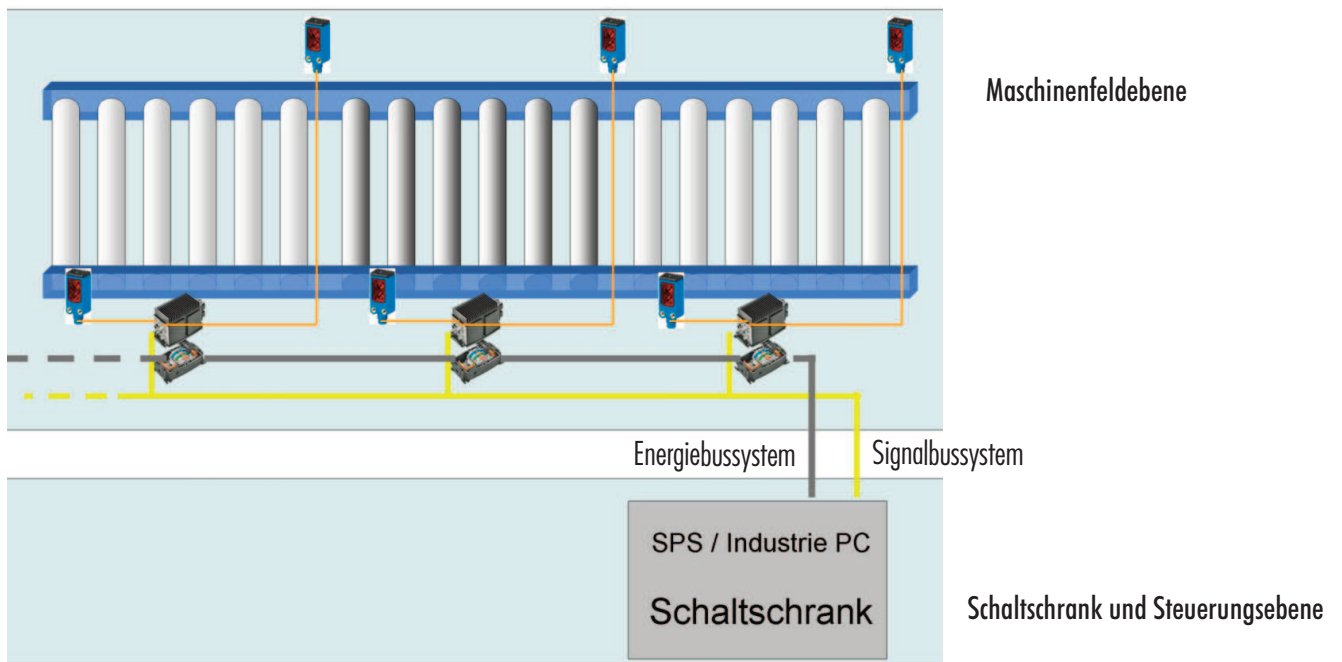 Maschinenfeldebene
Energiebussystem
Signalbussystem
SPS / Industrie PC
Schaltschrank
Schaltschrank und Steuerungsebene